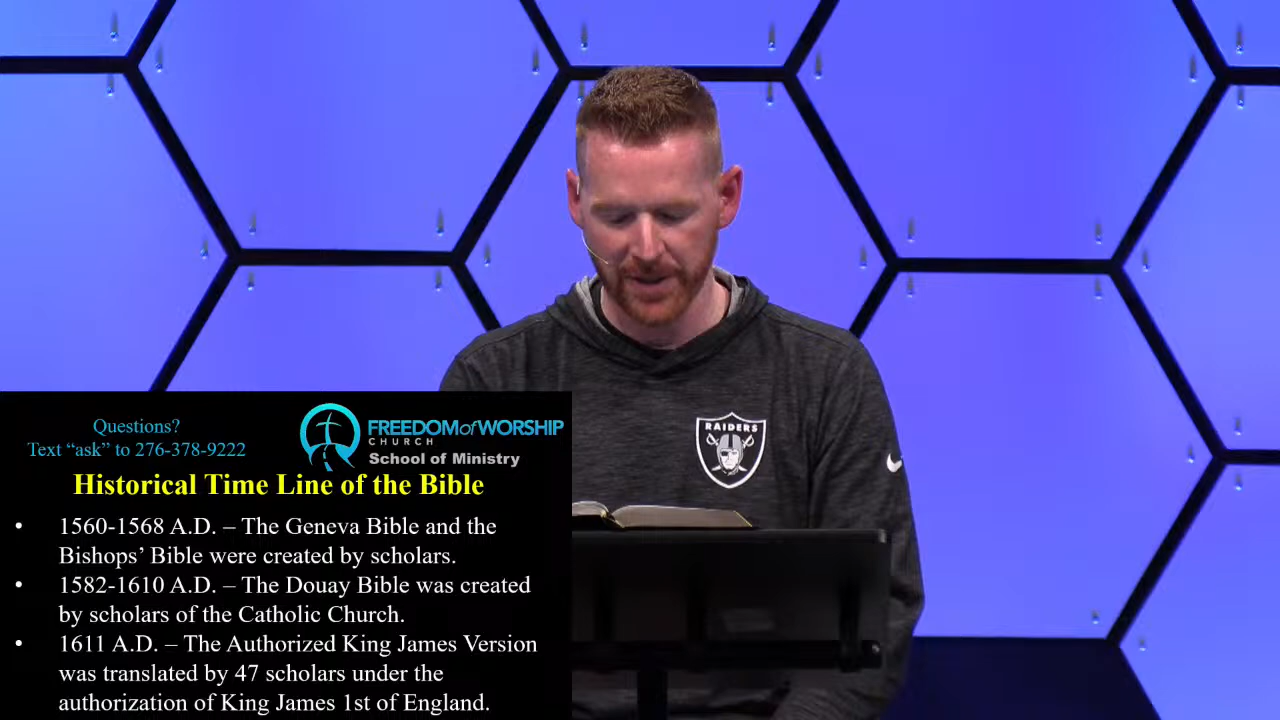 Questions?
Text “ask” to 276-378-9222
FREEDOMofWORSHIP
CHURCH
School of Ministry
Historical Time Line of the Bible
• 1560-1568 A.D. – The Geneva Bible and the
Bishops’ Bible were created by scholars.
• 1582-1610 A.D. – The Douay Bible was created
by scholars of the Catholic Church.
• 1611 A.D. – The Authorized King James Version
was translated by 47 scholars under the
authorization of King James 1st of England.
RAIDERS